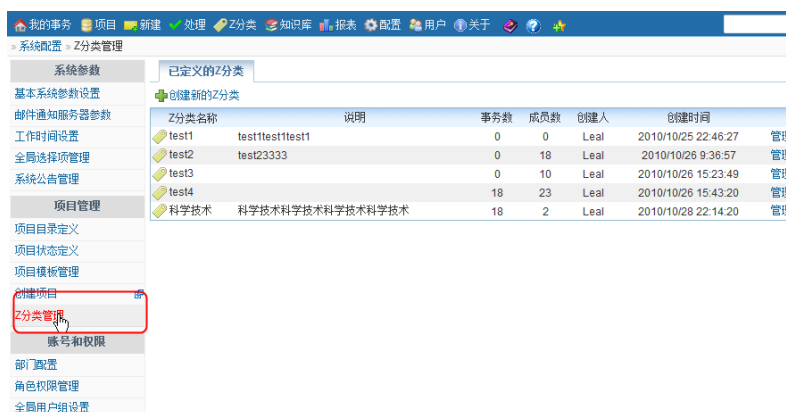 我的事务 项目 新建 处理 Z分类 知识库 报表 配置 用户 关于
» 系统配置 » Z分类管理
系统参数
基本系统参数设置
邮件通知服务器参数
工作时间设置
全局选择项管理
系统公告管理
项目管理
项目目录定义
项目状态定义
项目模板管理
创建项目
Z分类管理
账号和权限
部门配置
角色权限管理
全局用户组设置
已定义的Z分类
创建新的Z分类
Z分类名称 说明 事务数 成员数 创建人 创建时间
test1 test1test1test1 0 0 Leal 2010/10/25 22:46:27 管理
test2 test23333 0 18 Leal 2010/10/26 9:36:57 管理
test3 0 10 Leal 2010/10/26 15:23:49 管理
test4 18 23 Leal 2010/10/26 15:43:20 管理
科学技术 科学技术科学技术科学技术科学技术 18 2 Leal 2010/10/28 22:14:20 管理